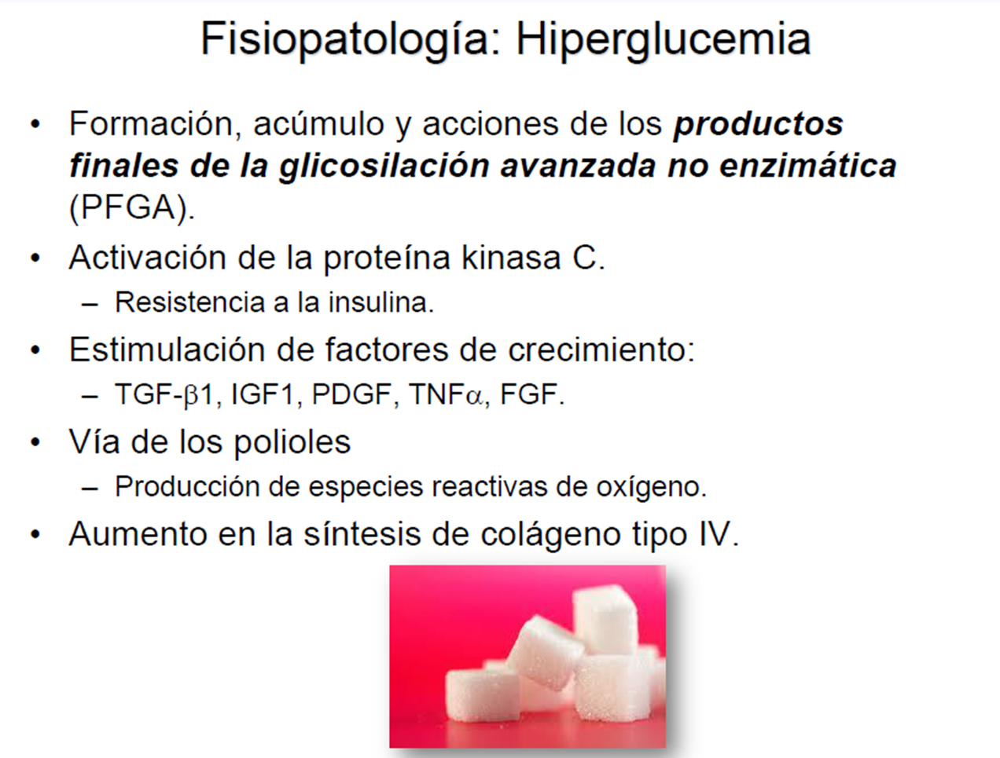 Fisiopatología: Hiperglucemia
• Formación, acúmulo y acciones de los productos
finales de la glicosilación avanzada no enzimática
(PFGA).
• Activación de la proteína kinasa C.
– Resistencia a la insulina.
• Estimulación de factores de crecimiento:
– TGF-β1, IGF1, PDGF, TNFα, FGF.
• Vía de los polioles
– Producción de especies reactivas de oxígeno.
• Aumento en la síntesis de colágeno tipo IV.